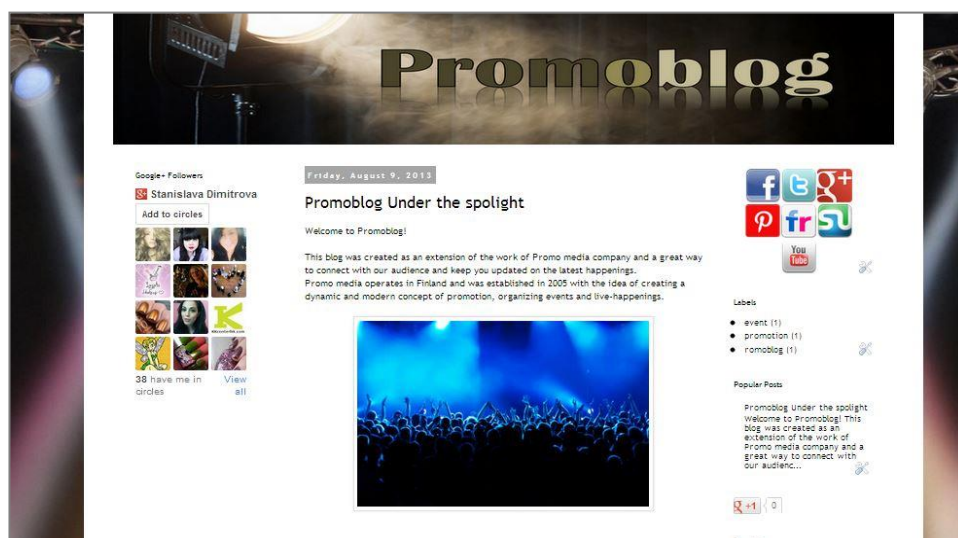 Promoblog
Google+ Followers
Stanislava Dimitrova
Add to circles
38 have me in
circles
View
all
Friday, August 9, 2013
Promoblog Under the spolight
Welcome to Promoblog!
This blog was created as an extension of the work of Promo media company and a great way
to connect with our audience and keep you updated on the latest happenings.
Promo media operates in Finland and was established in 2005 with the idea of creating a
dynamic and modern concept of promotion, organizing events and live-happenings.
f
t
g+
P
fr
You
Tube
Labels
event (1)
promotion (1)
romoblog (1)
Popular Posts
Promoblog Under the spolight
Welcome to Promoblog! This
blog was created as an
extension of the work of
Promo media company and a
great way to connect with
our audienc...
g +1
0